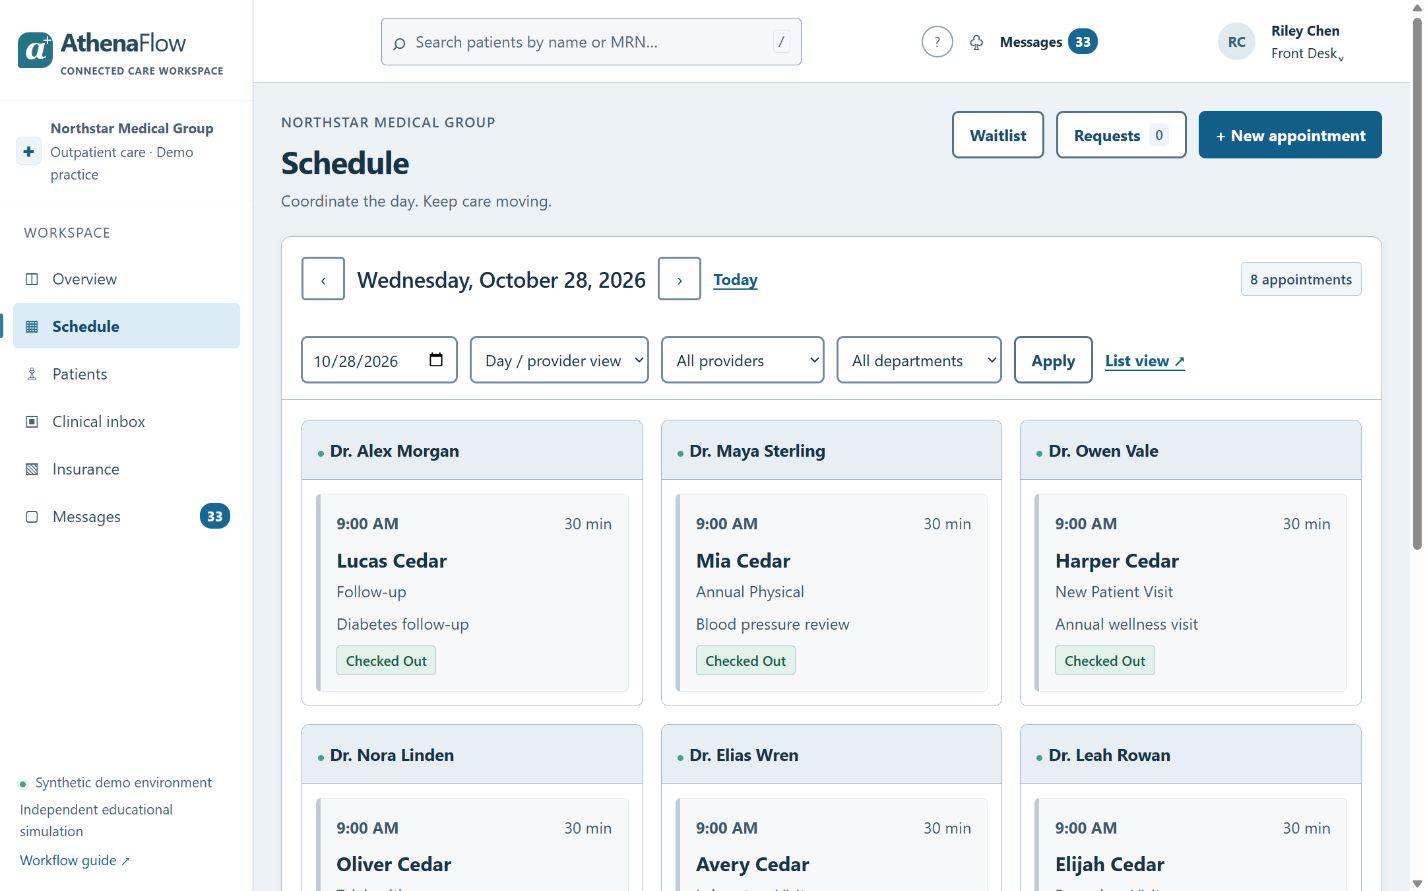 AthenaFlow
CONNECTED CARE WORKSPACE
Search patients by name or MRN...
/
?
Messages 33
RC
Riley Chen
Front Desk
Northstar Medical Group
Outpatient care · Demo
practice
WORKSPACE
Overview
Schedule
Patients
Clinical inbox
Insurance
Messages 33
Synthetic demo environment
Independent educational
simulation
Workflow guide ↗
NORTHSTAR MEDICAL GROUP
Schedule
Coordinate the day. Keep care moving.
Waitlist
Requests 0
+ New appointment
‹ Wednesday, October 28, 2026 › Today
8 appointments
10/28/2026
Day / provider view
All providers
All departments
Apply
List view ↗
Dr. Alex Morgan
9:00 AM 30 min
Lucas Cedar
Follow-up
Diabetes follow-up
Checked Out
Dr. Maya Sterling
9:00 AM 30 min
Mia Cedar
Annual Physical
Blood pressure review
Checked Out
Dr. Owen Vale
9:00 AM 30 min
Harper Cedar
New Patient Visit
Annual wellness visit
Checked Out
Dr. Nora Linden
9:00 AM 30 min
Oliver Cedar
Dr. Elias Wren
9:00 AM 30 min
Avery Cedar
Dr. Leah Rowan
9:00 AM 30 min
Elijah Cedar